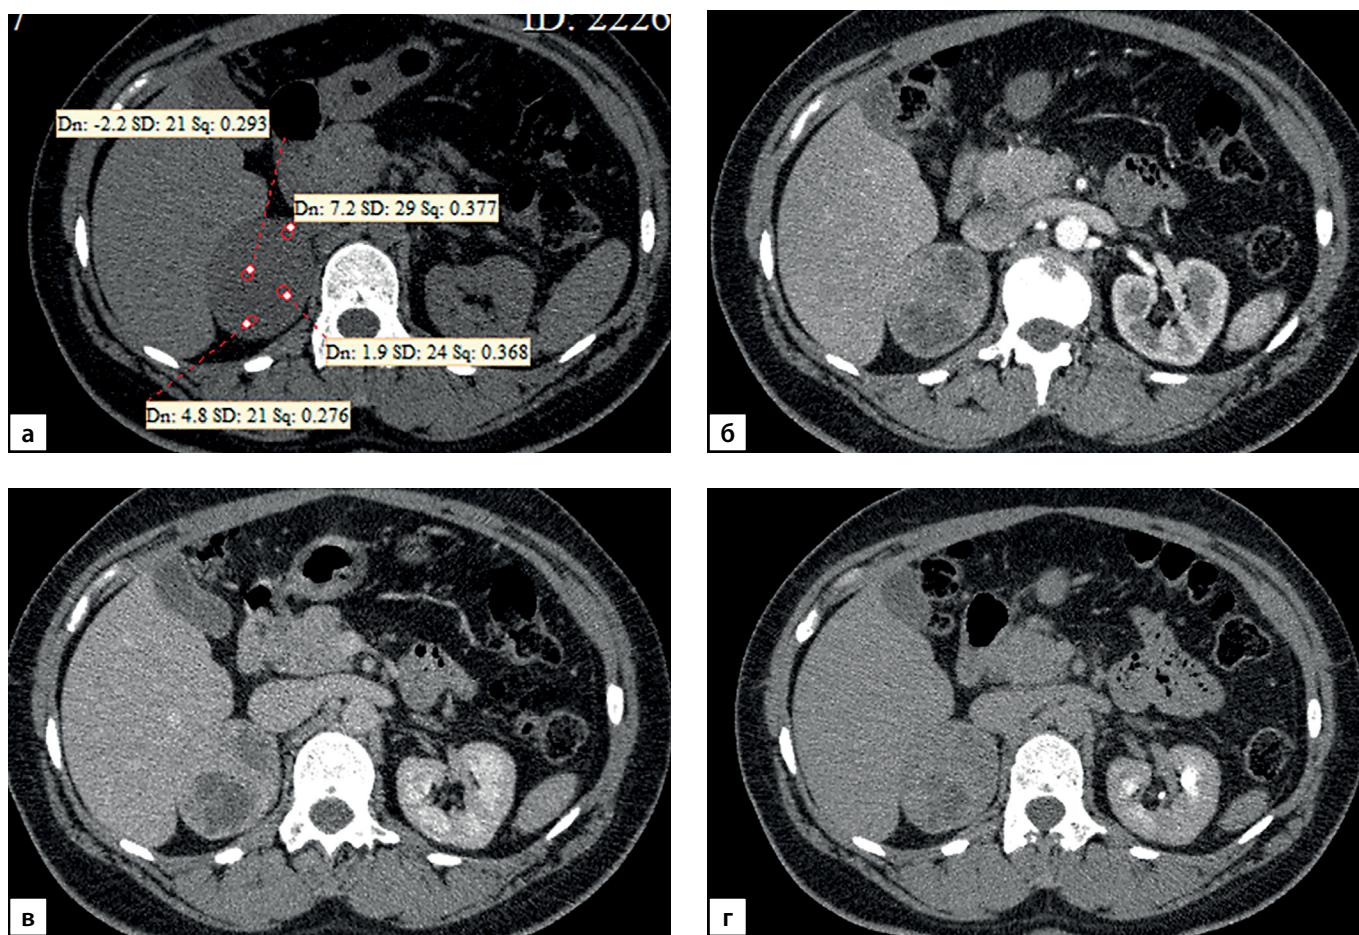 7
ID: 2226
Dn: -2.2 SD: 21 Sq: 0.293
Dn: 7.2 SD: 29 Sq: 0.377
Dn: 1.9 SD: 24 Sq: 0.368
Dn: 4.8 SD: 21 Sq: 0.276
а
б
в
г